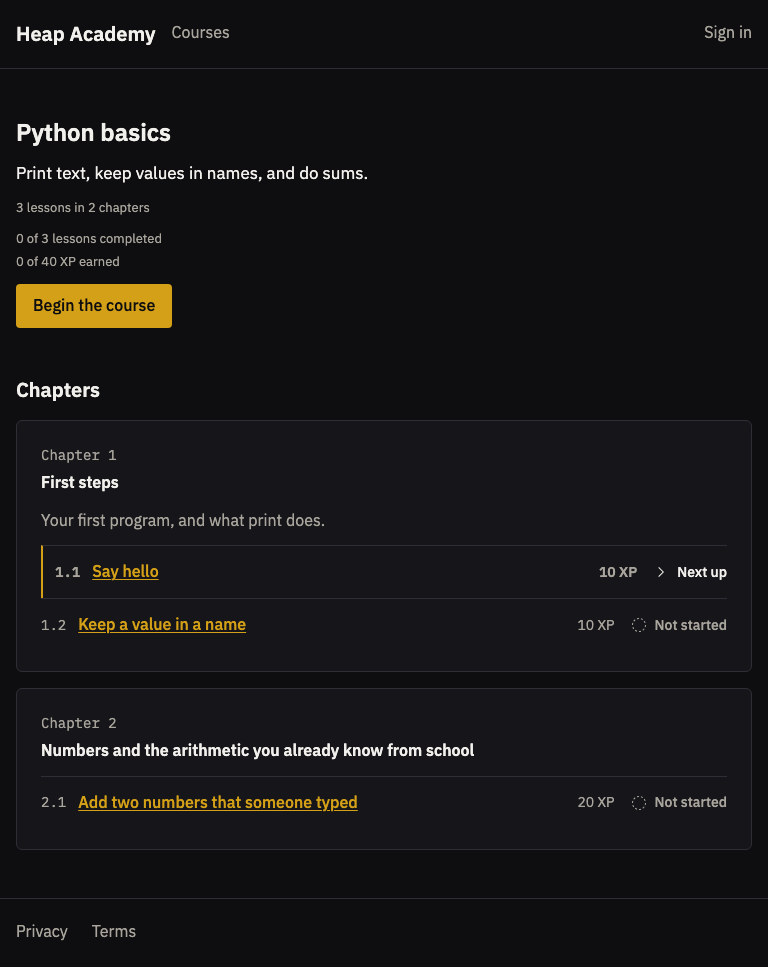 Heap Academy Courses Sign in
Python basics
Print text, keep values in names, and do sums.
3 lessons in 2 chapters
0 of 3 lessons completed
0 of 40 XP earned
Begin the course
Chapters
Chapter 1
First steps
Your first program, and what print does.
1.1 Say hello 10 XP Next up
1.2 Keep a value in a name 10 XP Not started
Chapter 2
Numbers and the arithmetic you already know from school
2.1 Add two numbers that someone typed 20 XP Not started
Privacy Terms